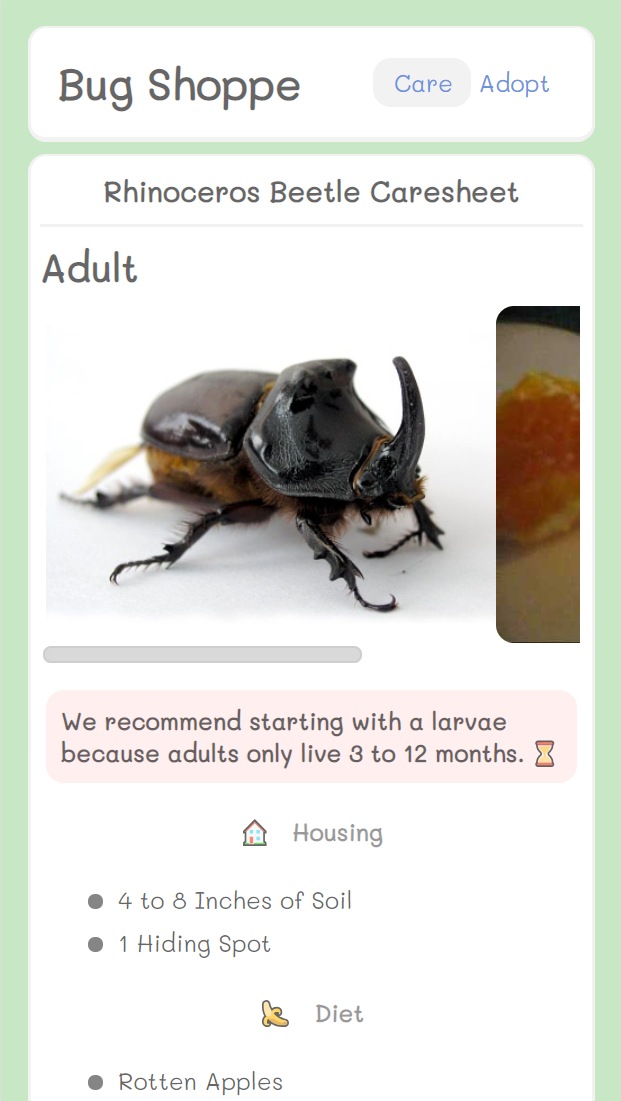 Bug Shoppe
Care Adopt
Rhinoceros Beetle Caresheet
Adult
We recommend starting with a larvae
because adults only live 3 to 12 months. ⏳
🏠 Housing
4 to 8 Inches of Soil
1 Hiding Spot
🍌 Diet
Rotten Apples